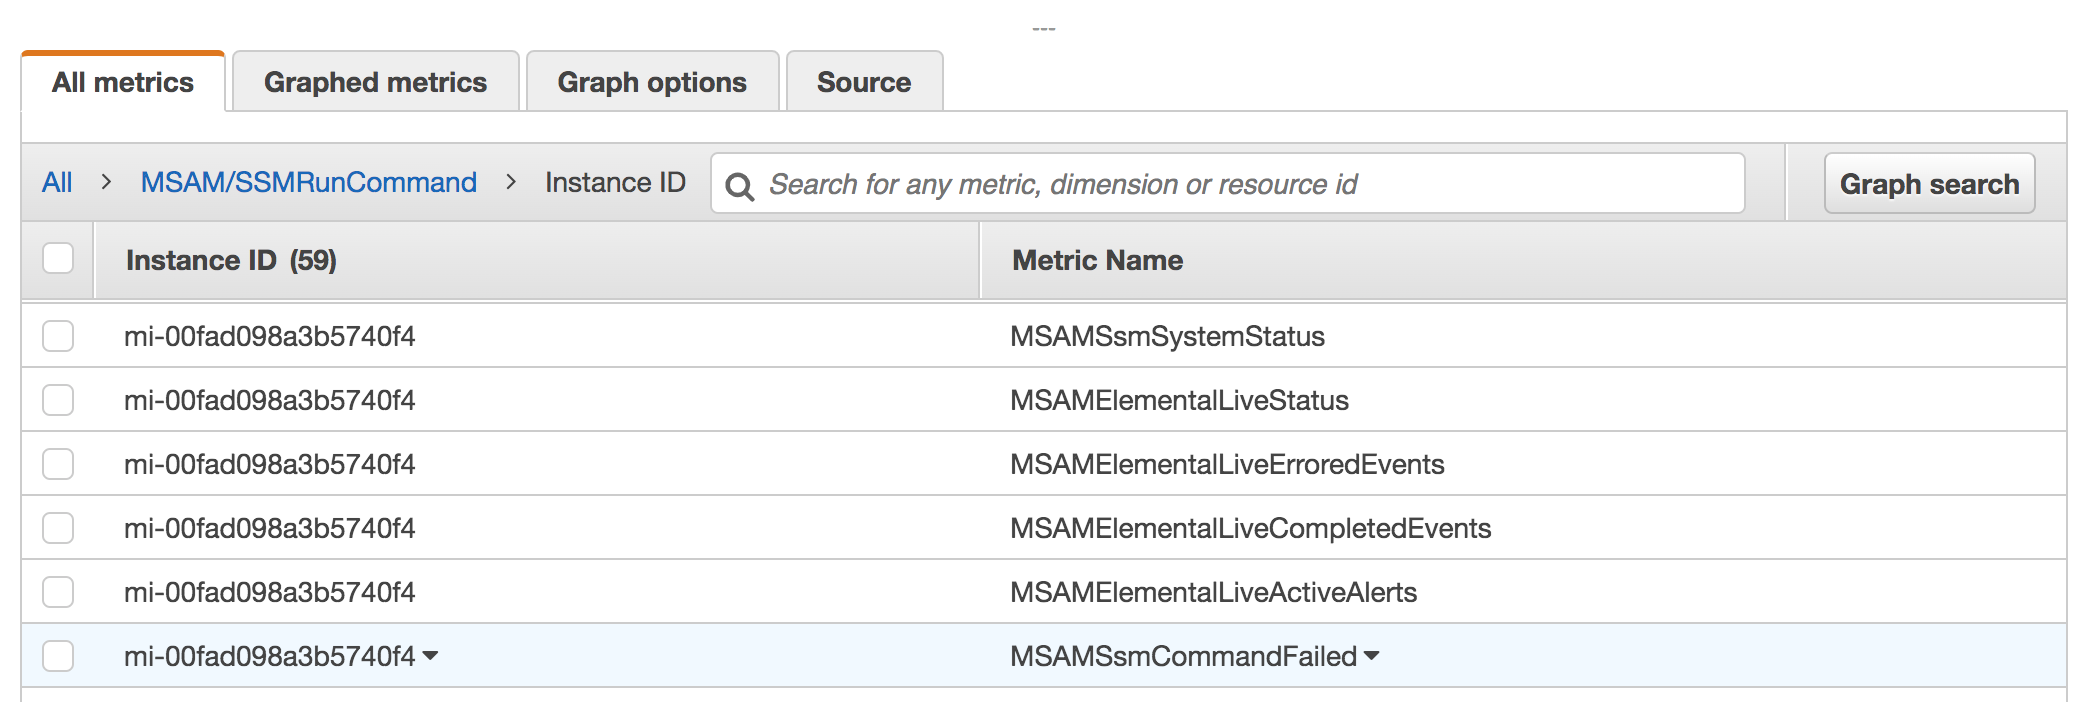 ---
All metrics Graphed metrics Graph options Source
All > MSAM/SSMRunCommand > Instance ID Search for any metric, dimension or resource id Graph search
Instance ID (59) Metric Name
mi-00fad098a3b5740f4 MSAMSsmSystemStatus
mi-00fad098a3b5740f4 MSAMElementalLiveStatus
mi-00fad098a3b5740f4 MSAMElementalLiveErroredEvents
mi-00fad098a3b5740f4 MSAMElementalLiveCompletedEvents
mi-00fad098a3b5740f4 MSAMElementalLiveActiveAlerts
mi-00fad098a3b5740f4 MSAMSsmCommandFailed